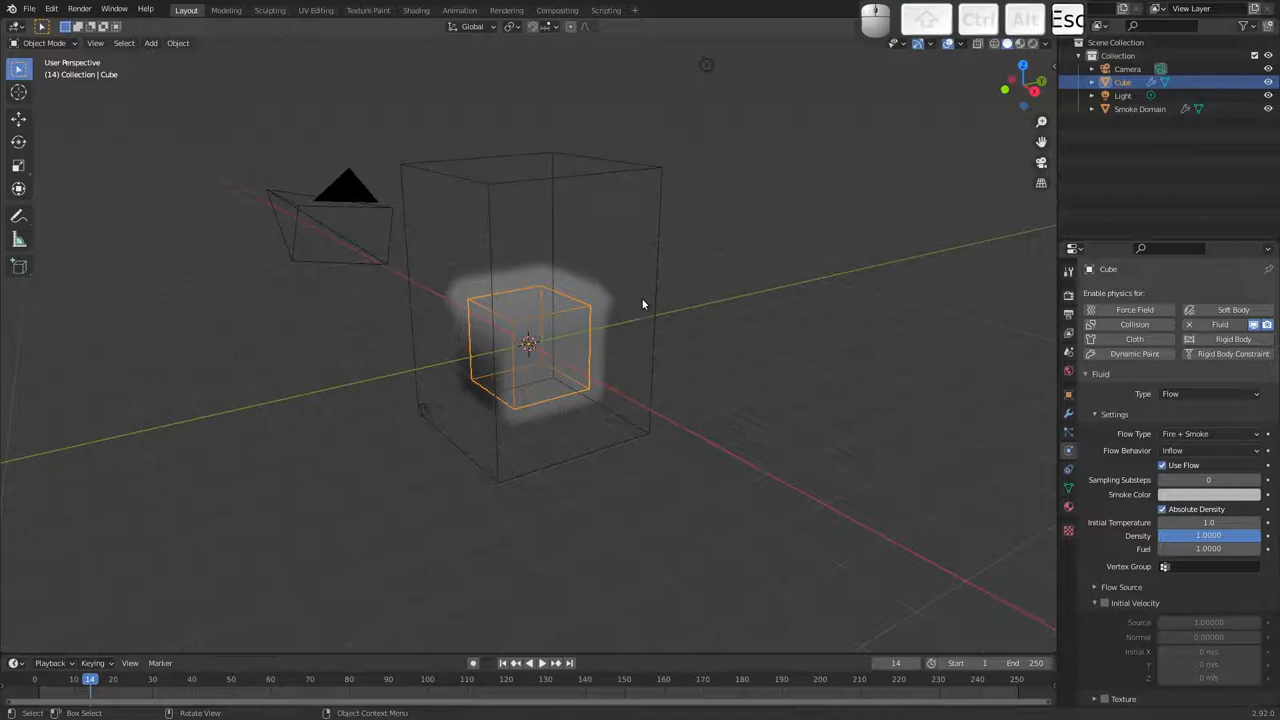 File Edit Render Window Help Layout Modeling Sculpting UV Editing Texture Paint Shading Animation Rendering Compositing Scripting +
View Layer
Ctrl Alt Esc
Global
Object Mode View Select Add Object
User Perspective
(14) Collection | Cube
Z
Y
X
Scene Collection
Collection
Camera
Cube
Light
Smoke Domain
Cube
Enable physics for:
Force Field Soft Body
Collision Fluid
Cloth Rigid Body
Dynamic Paint Rigid Body Constraint
Fluid
Type Flow
Settings
Flow Type Fire + Smoke
Flow Behavior Inflow
Use Flow
Sampling Substeps 0
Smoke Color
Absolute Density
Initial Temperature 1.0
Density 1.0000
Fuel 1.0000
Vertex Group
Flow Source
Initial Velocity
Source 1.00000
Normal 0.00000
Initial X 0 m/s
Y 0 m/s
Z 0 m/s
Texture
Playback Keying View Marker 14 Start 1 End 250
0 10 14 20 30 40 50 60 70 80 90 100 110 120 130 140 150 160 170 180 190 200 210 220 230 240 250
Select Box Select Rotate View Object Context Menu 2.92.0